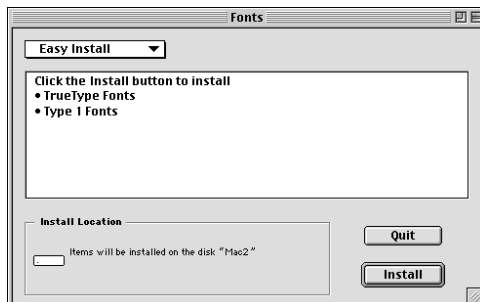 Fonts
Easy Install
Click the Install button to install
• TrueType Fonts
• Type 1 Fonts
Install Location
Items will be installed on the disk "Mac2"
Quit
Install